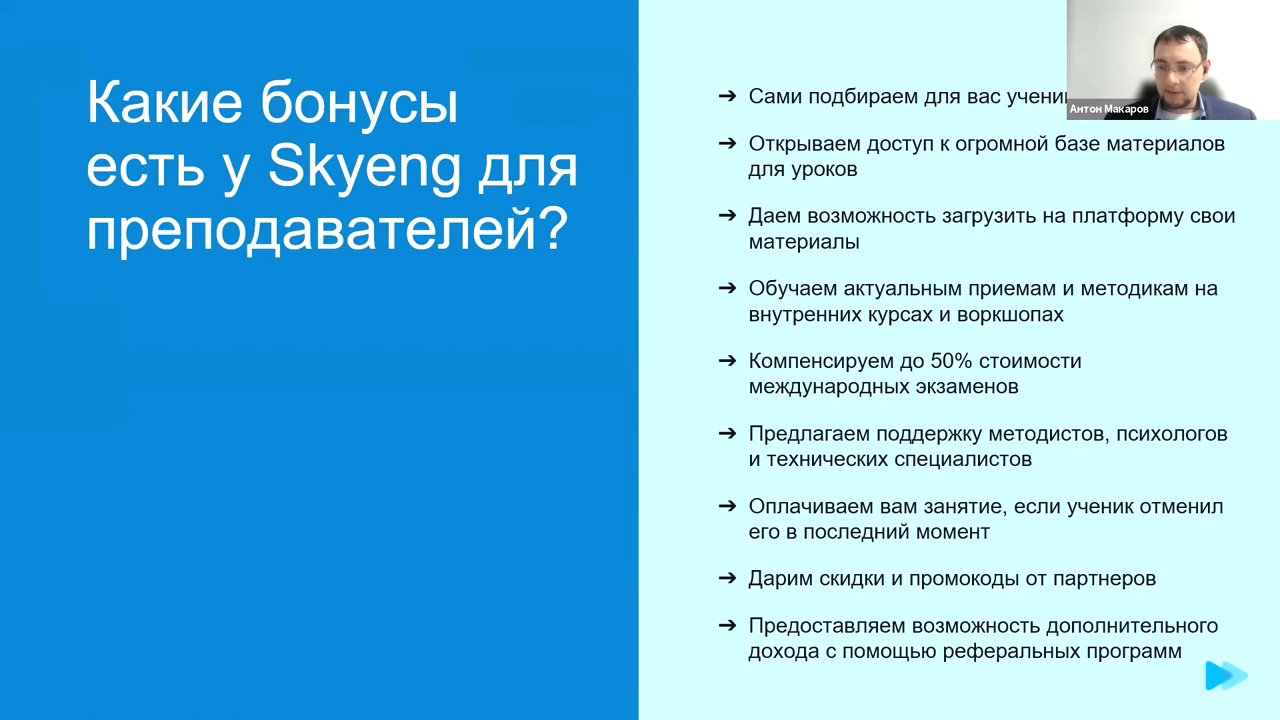 Какие бонусы
есть у Skyeng для
преподавателей?
➔ Сами подбираем для вас
Антон Макаров
➔ Открываем доступ к огромной базе материалов
для уроков
➔ Даем возможность загрузить на платформу свои
материалы
➔ Обучаем актуальным приемам и методикам на
внутренних курсах и воркшопах
➔ Компенсируем до 50% стоимости
международных экзаменов
➔ Предлагаем поддержку методистов, психологов
и технических специалистов
➔ Оплачиваем вам занятие, если ученик отменил
его в последний момент
➔ Дарим скидки и промокоды от партнеров
➔ Предоставляем возможность дополнительного
дохода с помощью реферальных программ